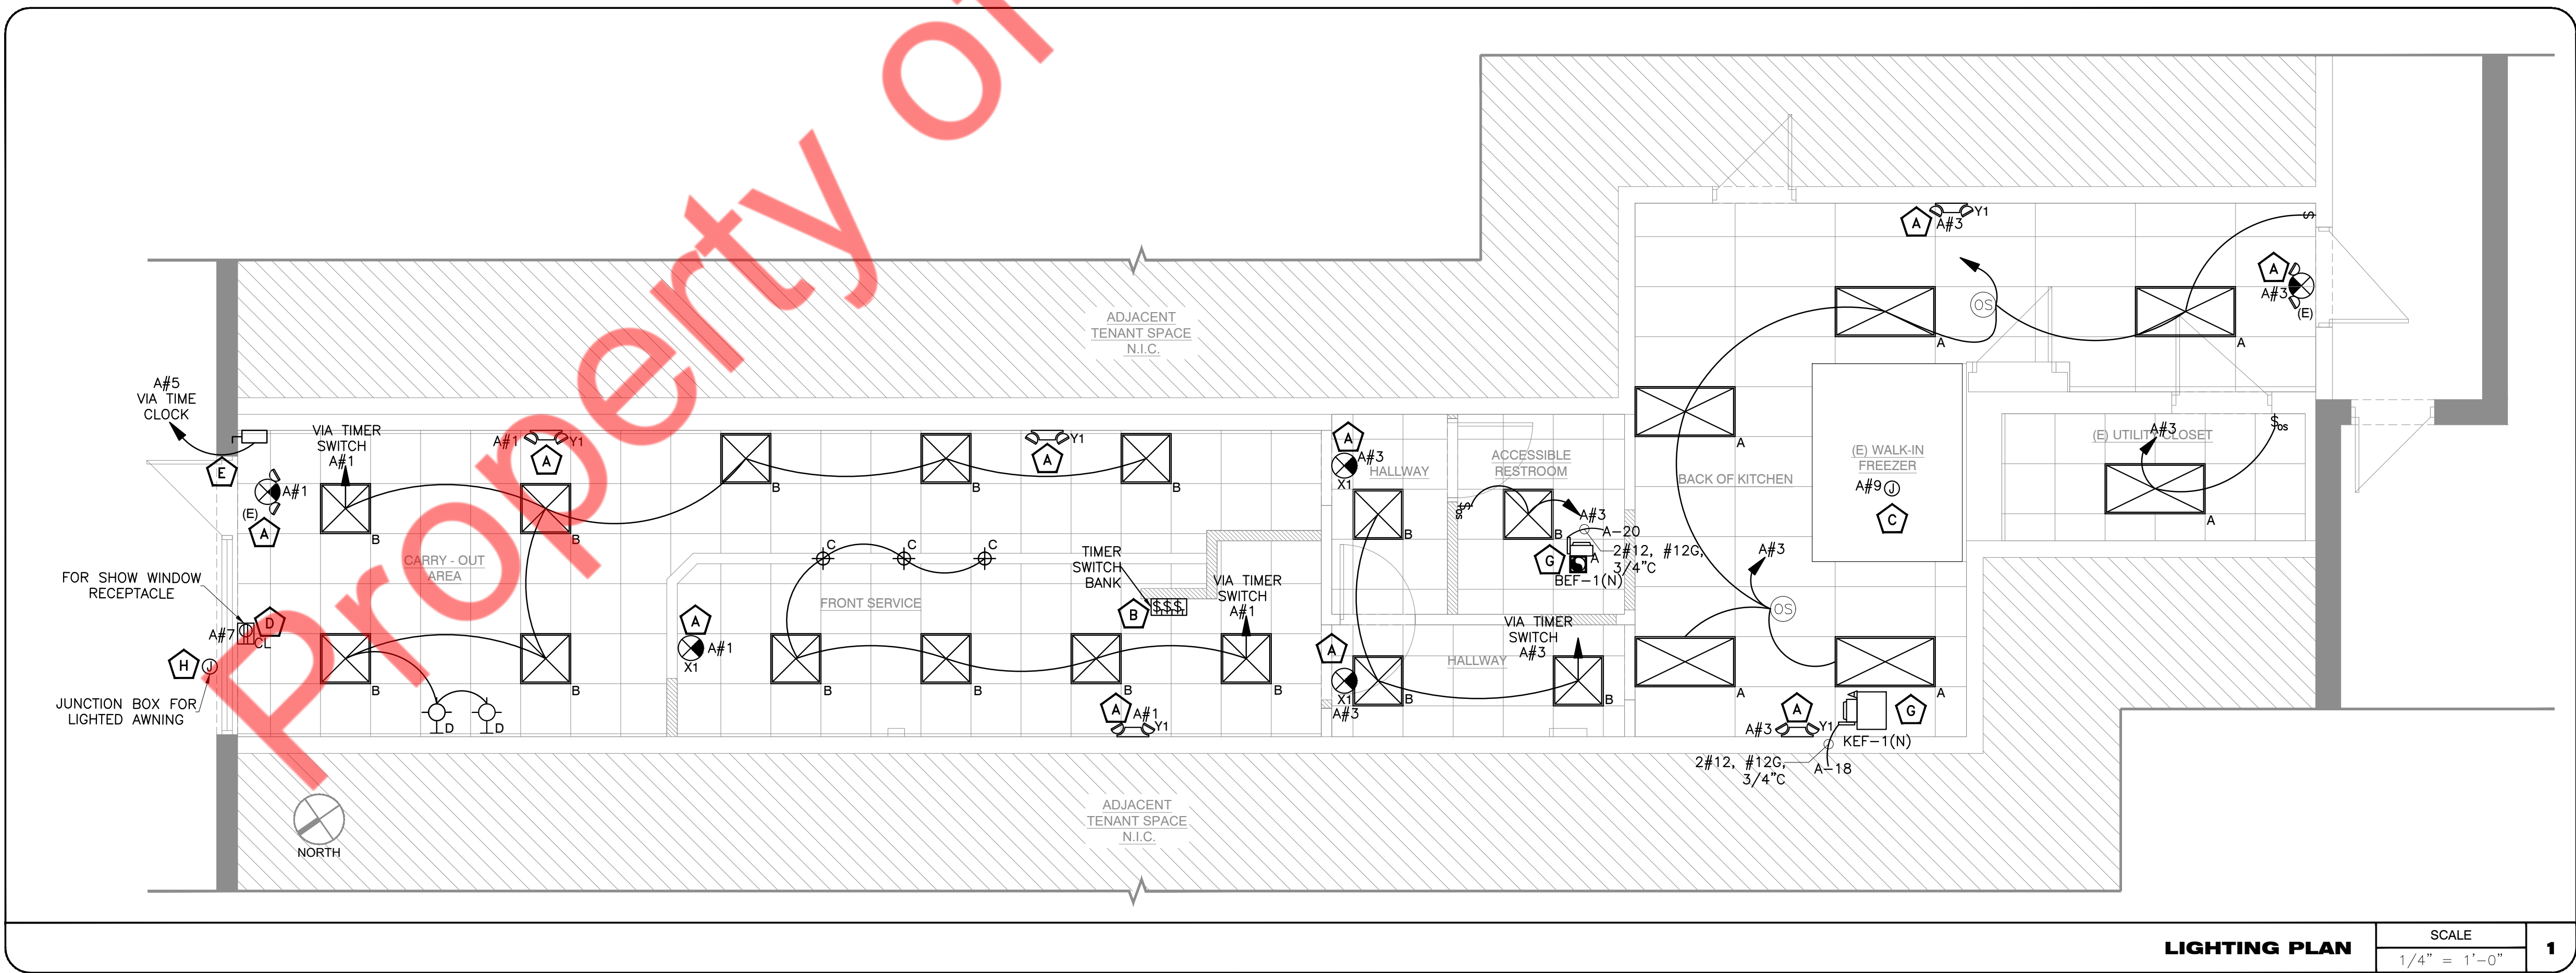 Property of
ADJACENT
TENANT SPACE
N.I.C.
A
A#3
Y1
OS
A
A#3
(E)
A
A
A#5
VIA TIME
CLOCK
E
VIA TIMER
SWITCH
A#1
A#1
Y1
A
Y1
A
A#1
(E)
A
B
B
B
B
B
CARRY - OUT
AREA
C
C
C
FRONT SERVICE
TIMER
SWITCH
BANK
B
$$$
VIA TIMER
SWITCH
A#1
FOR SHOW WINDOW
RECEPTACLE
A#7
D
CL
H
J
JUNCTION BOX FOR
LIGHTED AWNING
B
B
D
D
A
A#1
X1
B
B
B
B
A
A#1
Y1
A
A#3
X1
HALLWAY
B
ACCESSIBLE
RESTROOM
$os
B
A#3
A-20
2#12, #12G,
3/4"C
G
A
BEF-1(N)
A
X1
A#3
B
HALLWAY
VIA TIMER
SWITCH
A#3
B
A
BACK OF KITCHEN
(E) WALK-IN
FREEZER
A#9
J
C
(E) UTILITY CLOSET
A#3
$os
A
A#3
OS
A
A
A
A#3
Y1
A
G
KEF-1(N)
2#12, #12G,
3/4"C
A-18
$
ADJACENT
TENANT SPACE
N.I.C.
NORTH
LIGHTING PLAN
SCALE
1/4" = 1'-0"
1